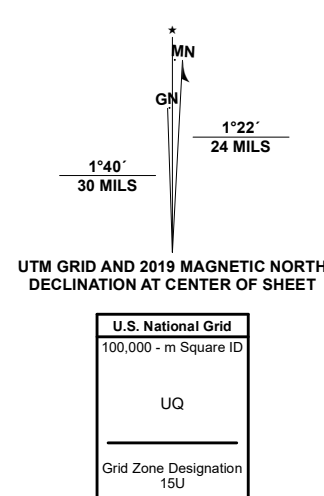 ★
MN
GN
1°22´
24 MILS
1°40´
30 MILS
UTM GRID AND 2019 MAGNETIC NORTH
DECLINATION AT CENTER OF SHEET
U.S. National Grid
100,000 - m Square ID
UQ
Grid Zone Designation
15U